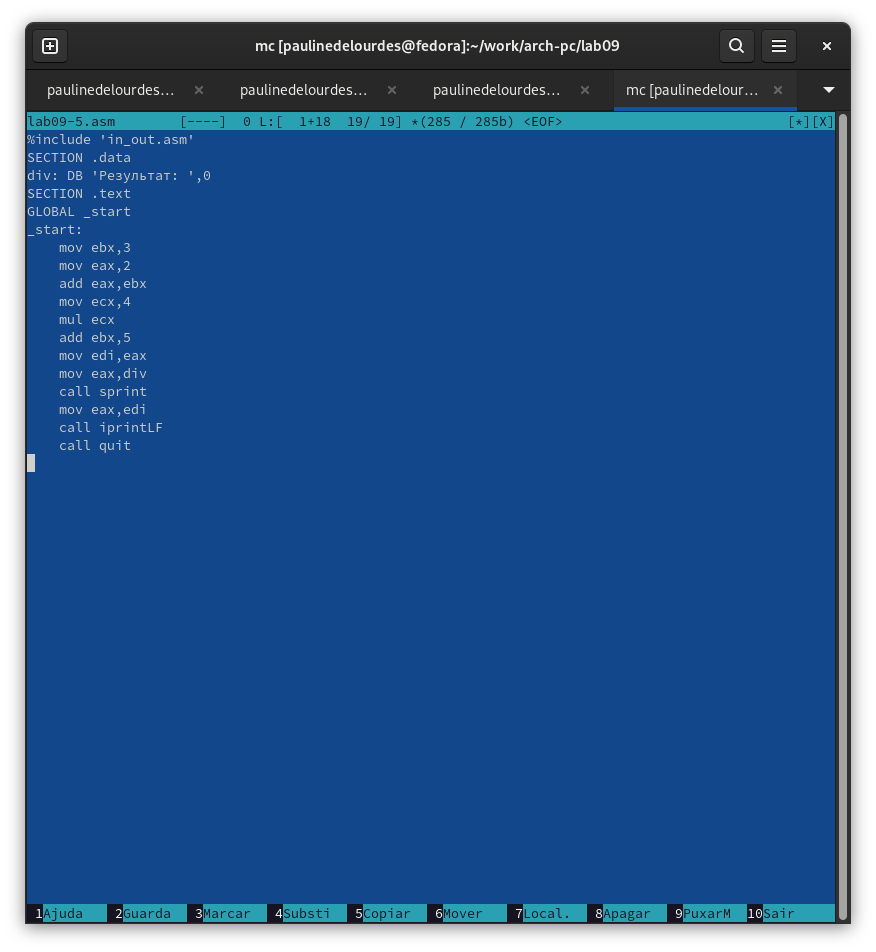 mc [paulinedelourdes@fedora]:~/work/arch-pc/lab09
paulinedelourdes… × paulinedelourdes… × paulinedelourdes… × mc [paulinedelour… ×
lab09-5.asm        [----]  0 L:[  1+18  19/ 19] *(285 / 285b) <EOF>                            [*][X]
%include 'in_out.asm'
SECTION .data
div: DB 'Результат: ',0
SECTION .text
GLOBAL _start
_start:
    mov ebx,3
    mov eax,2
    add eax,ebx
    mov ecx,4
    mul ecx
    add ebx,5
    mov edi,eax
    mov eax,div
    call sprint
    mov eax,edi
    call iprintLF
    call quit
1Ajuda 2Guarda 3Marcar 4Substi 5Copiar 6Mover 7Local. 8Apagar 9PuxarM 10Sair